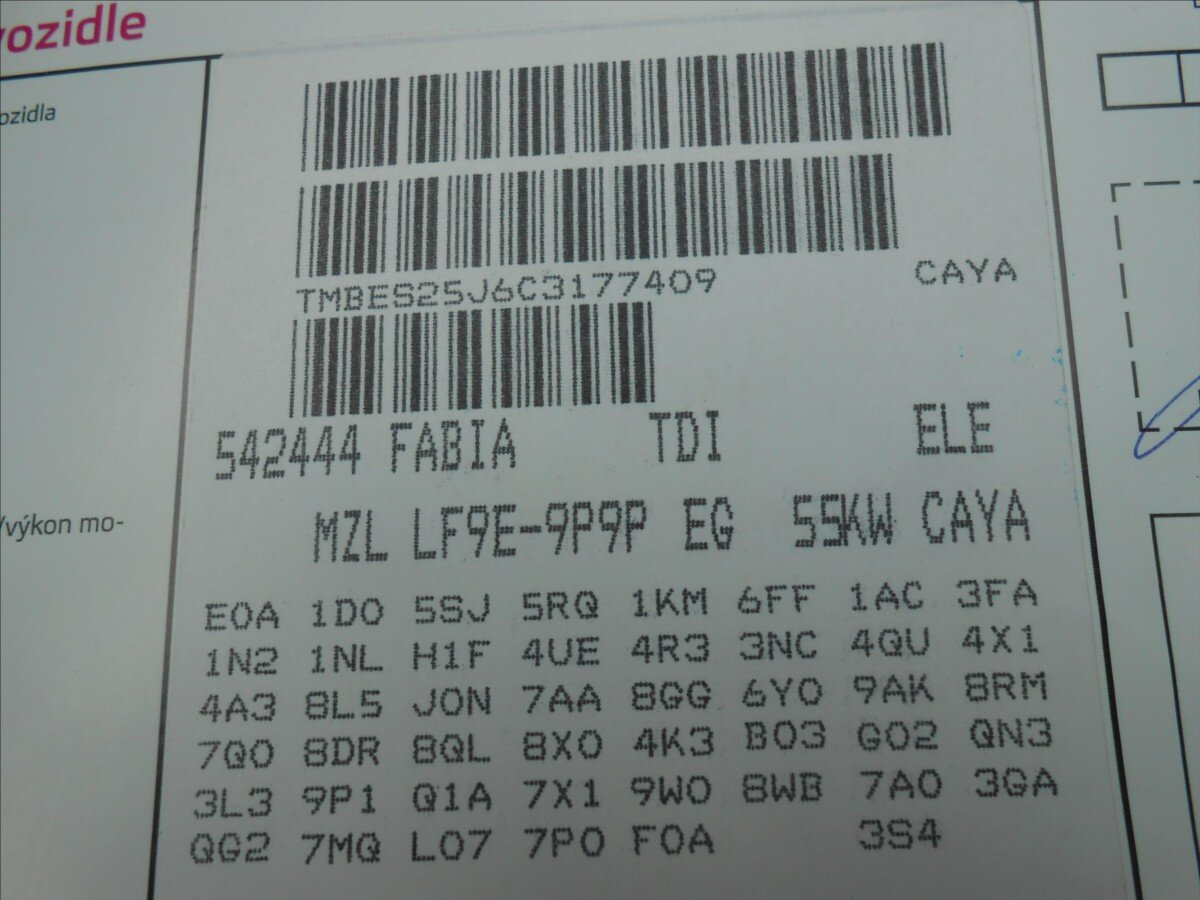 vozidle
ozidla
TMBES25J6C3177409 CAYA
542444 FABIA TDI ELE
/výkon mo-
MZL LF9E-9P9P EG 55KW CAYA
E0A 1D0 5SJ 5RQ 1KM 6FF 1AC 3FA
1N2 1NL H1F 4UE 4R3 3NC 4QU 4X1
4A3 8L5 J0N 7AA 8GG 6Y0 9AK 8RM
7Q0 8DR 8QL 8X0 4K3 B03 G02 QN3
3L3 9P1 Q1A 7X1 9W0 8WB 7A0 3GA
QG2 7MQ L07 7P0 F0A 3S4